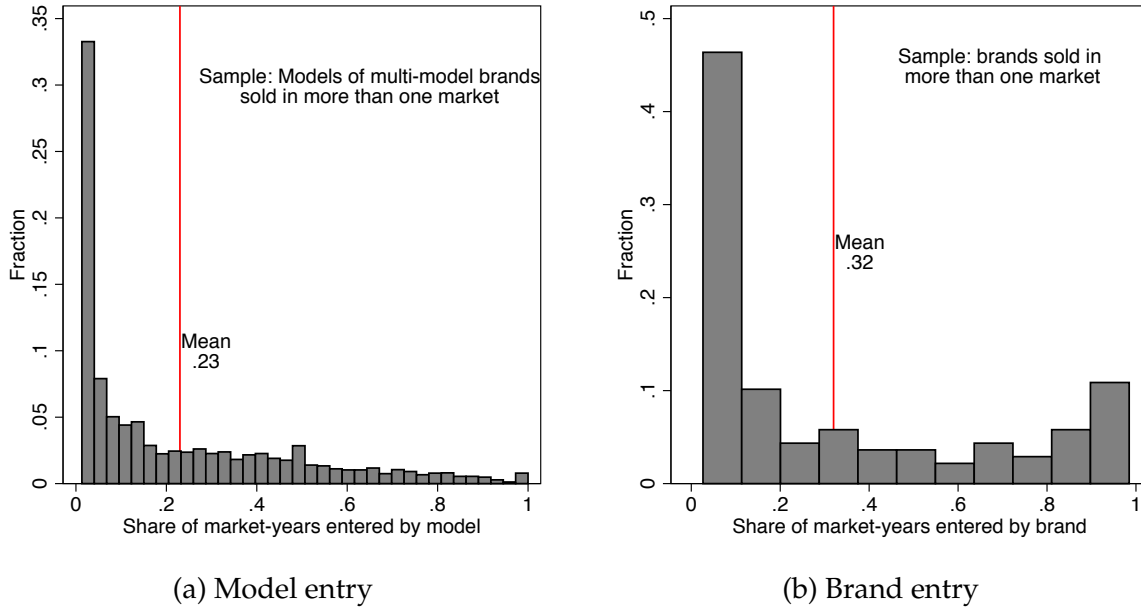 .35
.3
.25
.2
.15
.1
.05
0
Fraction
Sample: Models of multi-model brands
sold in more than one market
Mean
.23
0
.2
.4
.6
.8
1
Share of market-years entered by model
(a) Model entry
.5
.4
.3
.2
.1
0
Fraction
Sample: brands sold in
more than one market
Mean
.32
0
.2
.4
.6
.8
1
Share of market-years entered by brand
(b) Brand entry